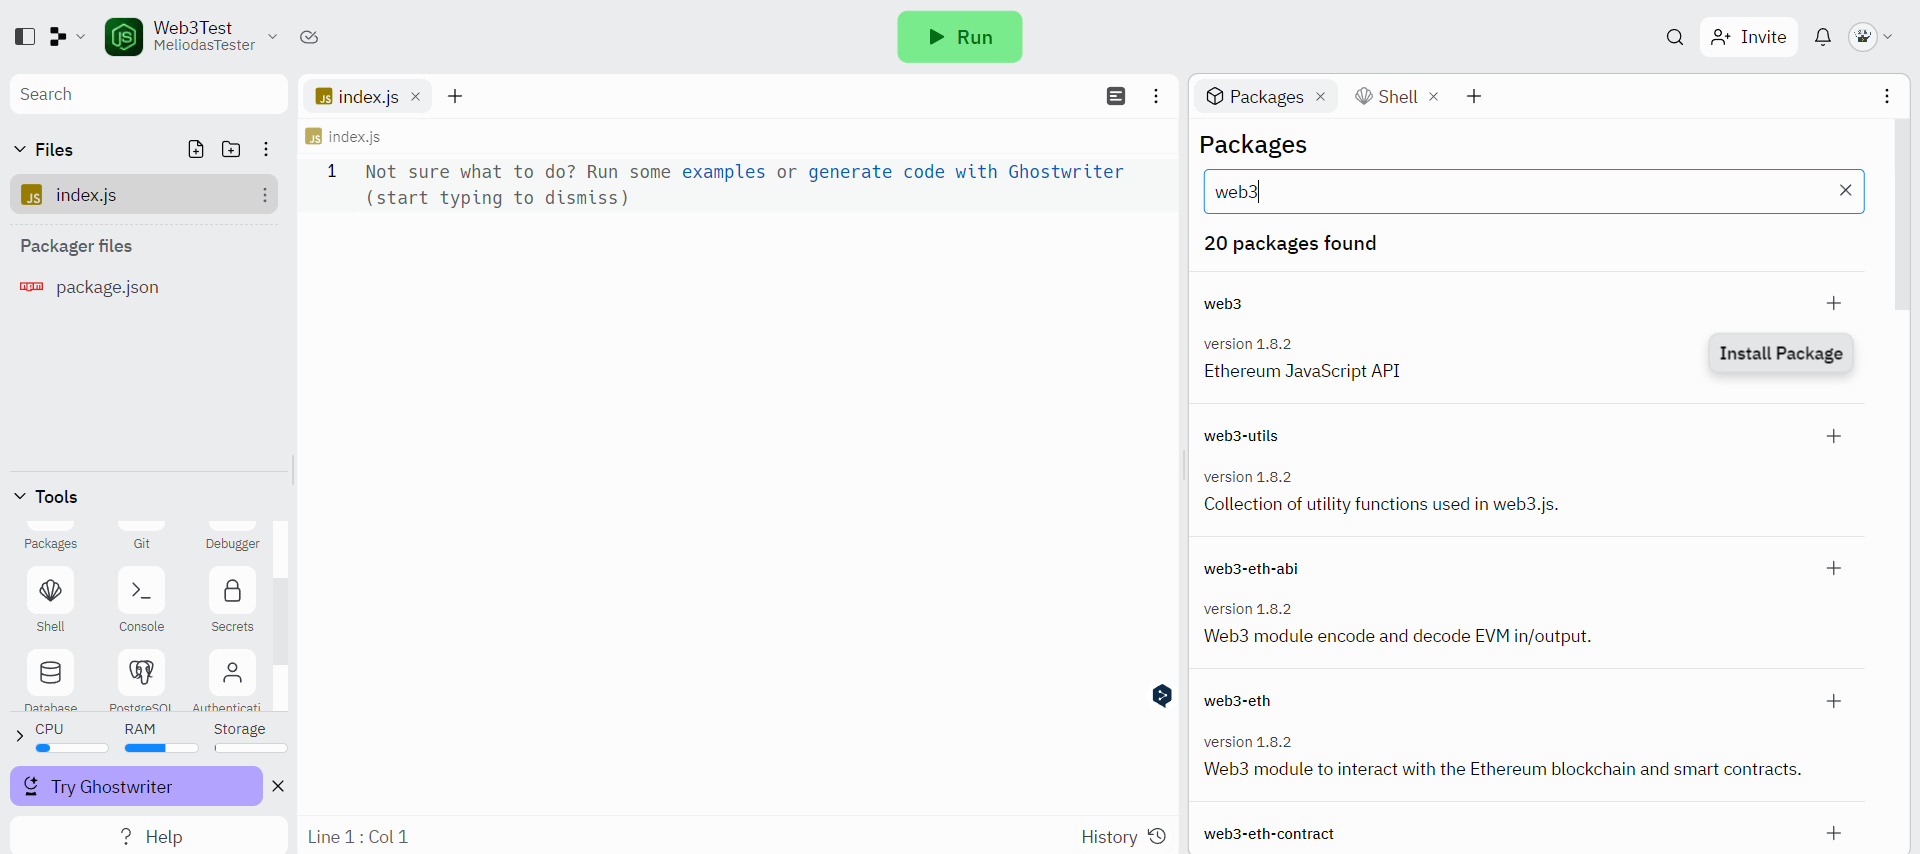 Web3Test
MeliodasTester
Run
Invite
Search
Files
index.js
Packager files
package.json
Tools
Packages
Git
Debugger
Shell
Console
Secrets
Database
PostgreSQL
Authenticati
CPU
RAM
Storage
Try Ghostwriter
Help
index.js
index.js
1
Not sure what to do? Run some examples or generate code with Ghostwriter
(start typing to dismiss)
Line 1 : Col 1
History
Packages
Shell
Packages
web3
20 packages found
web3
version 1.8.2
Ethereum JavaScript API
Install Package
web3-utils
version 1.8.2
Collection of utility functions used in web3.js.
web3-eth-abi
version 1.8.2
Web3 module encode and decode EVM in/output.
web3-eth
version 1.8.2
Web3 module to interact with the Ethereum blockchain and smart contracts.
web3-eth-contract